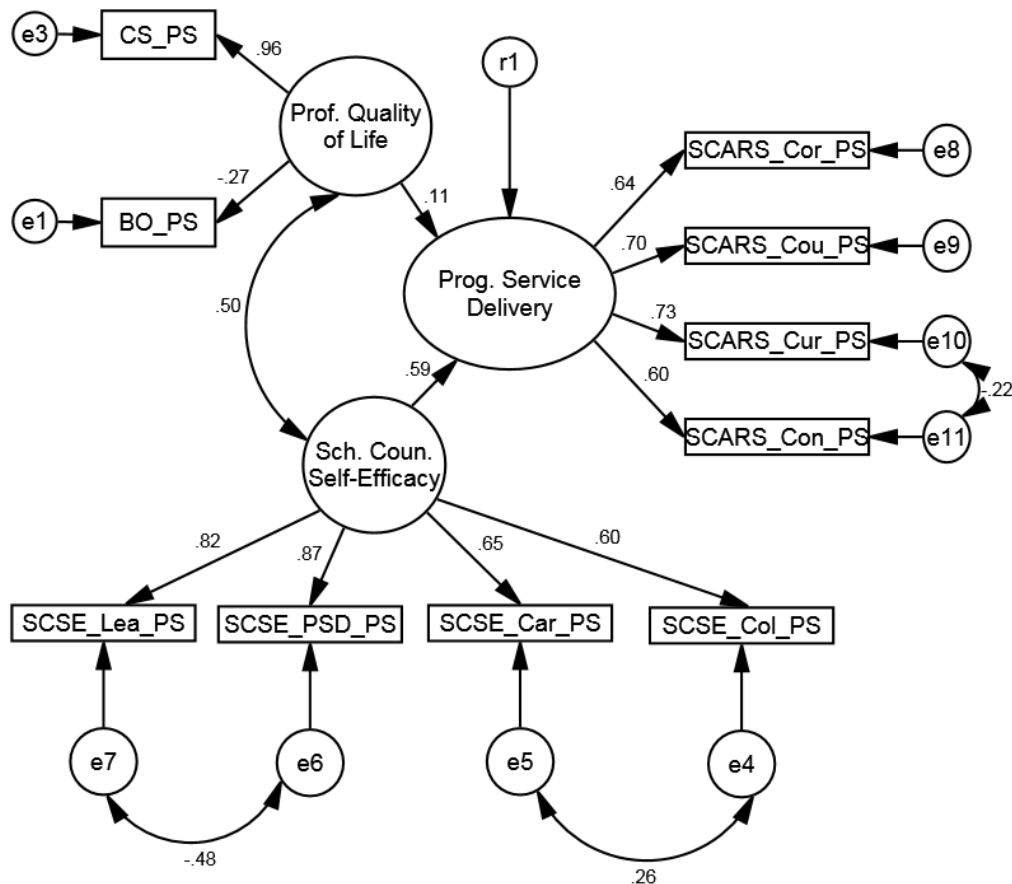 e3
CS_PS
.96
r1
Prof. Quality
of Life
SCARS_Cor_PS
e8
-.27
.64
e1
BO_PS
.11
.70
SCARS_Cou_PS
e9
Prog. Service
Delivery
.50
.73
SCARS_Cur_PS
e10
.59
.60
-.22
SCARS_Con_PS
e11
Sch. Coun.
Self-Efficacy
.82
.87
.65
.60
SCSE_Lea_PS
SCSE_PSD_PS
SCSE_Car_PS
SCSE_Col_PS
e7
e6
e5
e4
-.48
.26